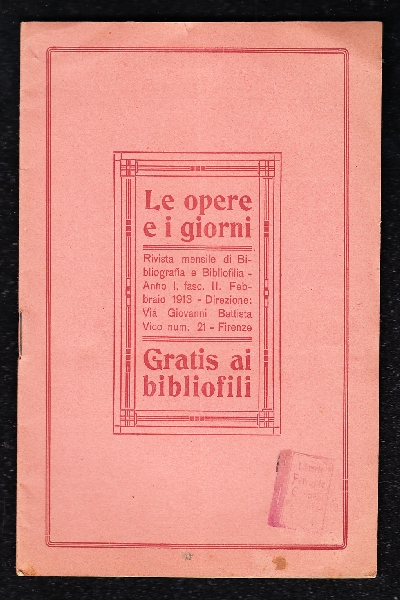 Le opere
e i giorni
Rivista mensile di Bi-
bliografia e Bibliofilia -
Anno I. fasc. II. Feb-
braio 1913 - Direzione:
Via Giovanni Battista
Vico num. 21 - Firenze
Gratis ai
bibliofili